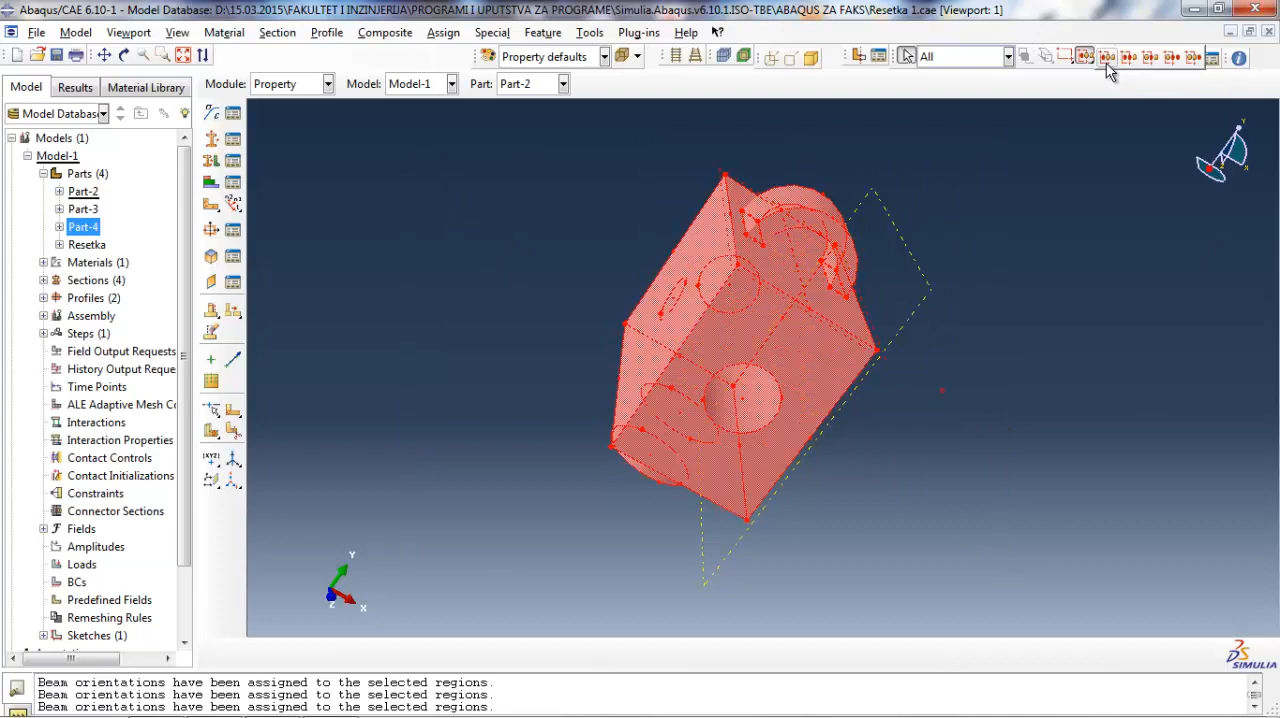 Abaqus/CAE 6.10-1 - Model Database: D:\15.03.2015\FAKULTET I INZINJERIJA\PROGRAMI I UPUTSTVA ZA PROGRAME\Simulia.Abaqus.v6.10.1.ISO-TBE\ABAQUS ZA FAKS\Resetka 1.cae [Viewport: 1]
File Model Viewport View Material Section Profile Composite Assign Special Feature Tools Plug-ins Help
Property defaults All
Model Results Material Library Module: Property Model: Model-1 Part: Part-2
Model Databas
Models (1)
Model-1
Parts (4)
Part-2
Part-3
Part-4
Resetka
Materials (1)
Sections (4)
Profiles (2)
Assembly
Steps (1)
Field Output Requests
History Output Reque
Time Points
ALE Adaptive Mesh Co
Interactions
Interaction Properties
Contact Controls
Contact Initializations
Constraints
Connector Sections
Fields
Amplitudes
Loads
BCs
Predefined Fields
Remeshing Rules
Sketches (1)
Y
X
Y
X
Z
SIMULIA
Beam orientations have been assigned to the selected regions.
Beam orientations have been assigned to the selected regions.
Beam orientations have been assigned to the selected regions.